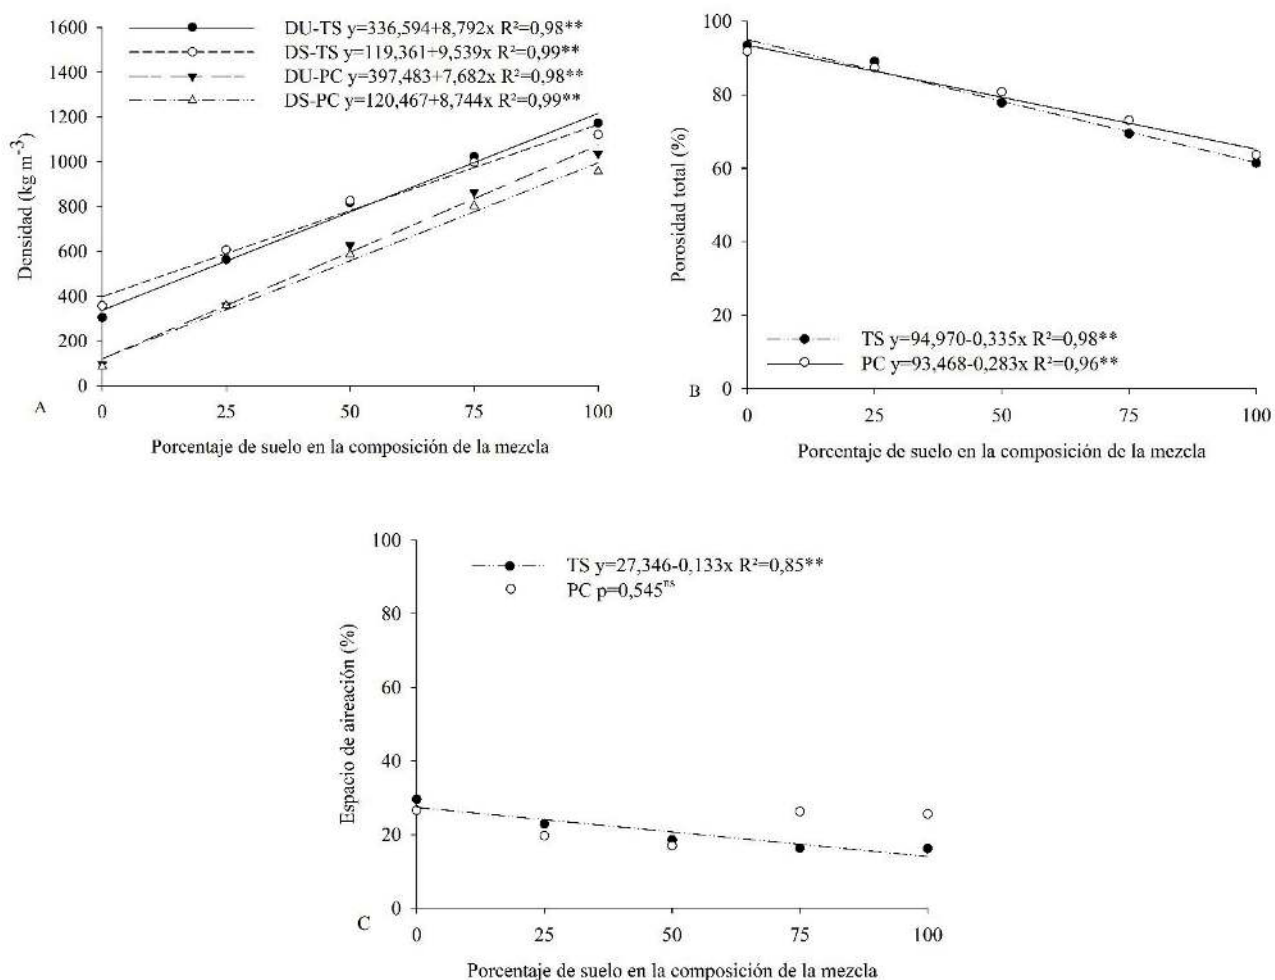 DU-TS y=336,594+8,792x R²=0,98**
DS-TS y=119,361+9,539x R²=0,99**
DU-PC y=397,483+7,682x R²=0,98**
DS-PC y=120,467+8,744x R²=0,99**
Densidad (kg m⁻³)
1600
1400
1200
1000
800
600
400
200
0
A
0 25 50 75 100
Porcentaje de suelo en la composición de la mezcla
Porosidad total (%)
100
80
60
40
20
0
TS y=94,970-0,335x R²=0,98**
PC y=93,468-0,283x R²=0,96**
B
0 25 50 75 100
Porcentaje de suelo en la composición de la mezcla
TS y=27,346-0,133x R²=0,85**
PC p=0,545ⁿˢ
Espacio de aireación (%)
100
80
60
40
20
0
C
0 25 50 75 100
Porcentaje de suelo en la composición de la mezcla